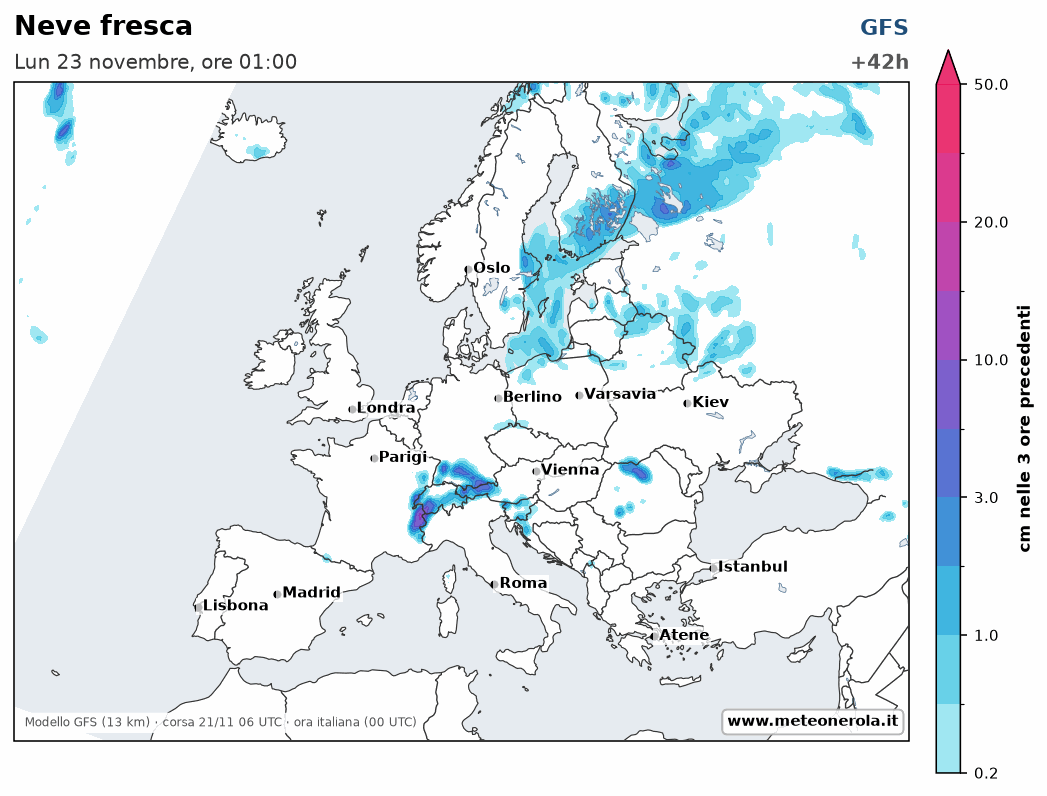 Neve fresca
GFS
Lun 23 novembre, ore 01:00
+42h
50.0
20.0
10.0
3.0
1.0
0.2
cm nelle 3 ore precedenti
Oslo
Berlino
Varsavia
Kiev
Londra
Parigi
Vienna
Istanbul
Roma
Madrid
Lisbona
Atene
Modello GFS (13 km) · corsa 21/11 06 UTC · ora italiana (00 UTC)
www.meteonerola.it